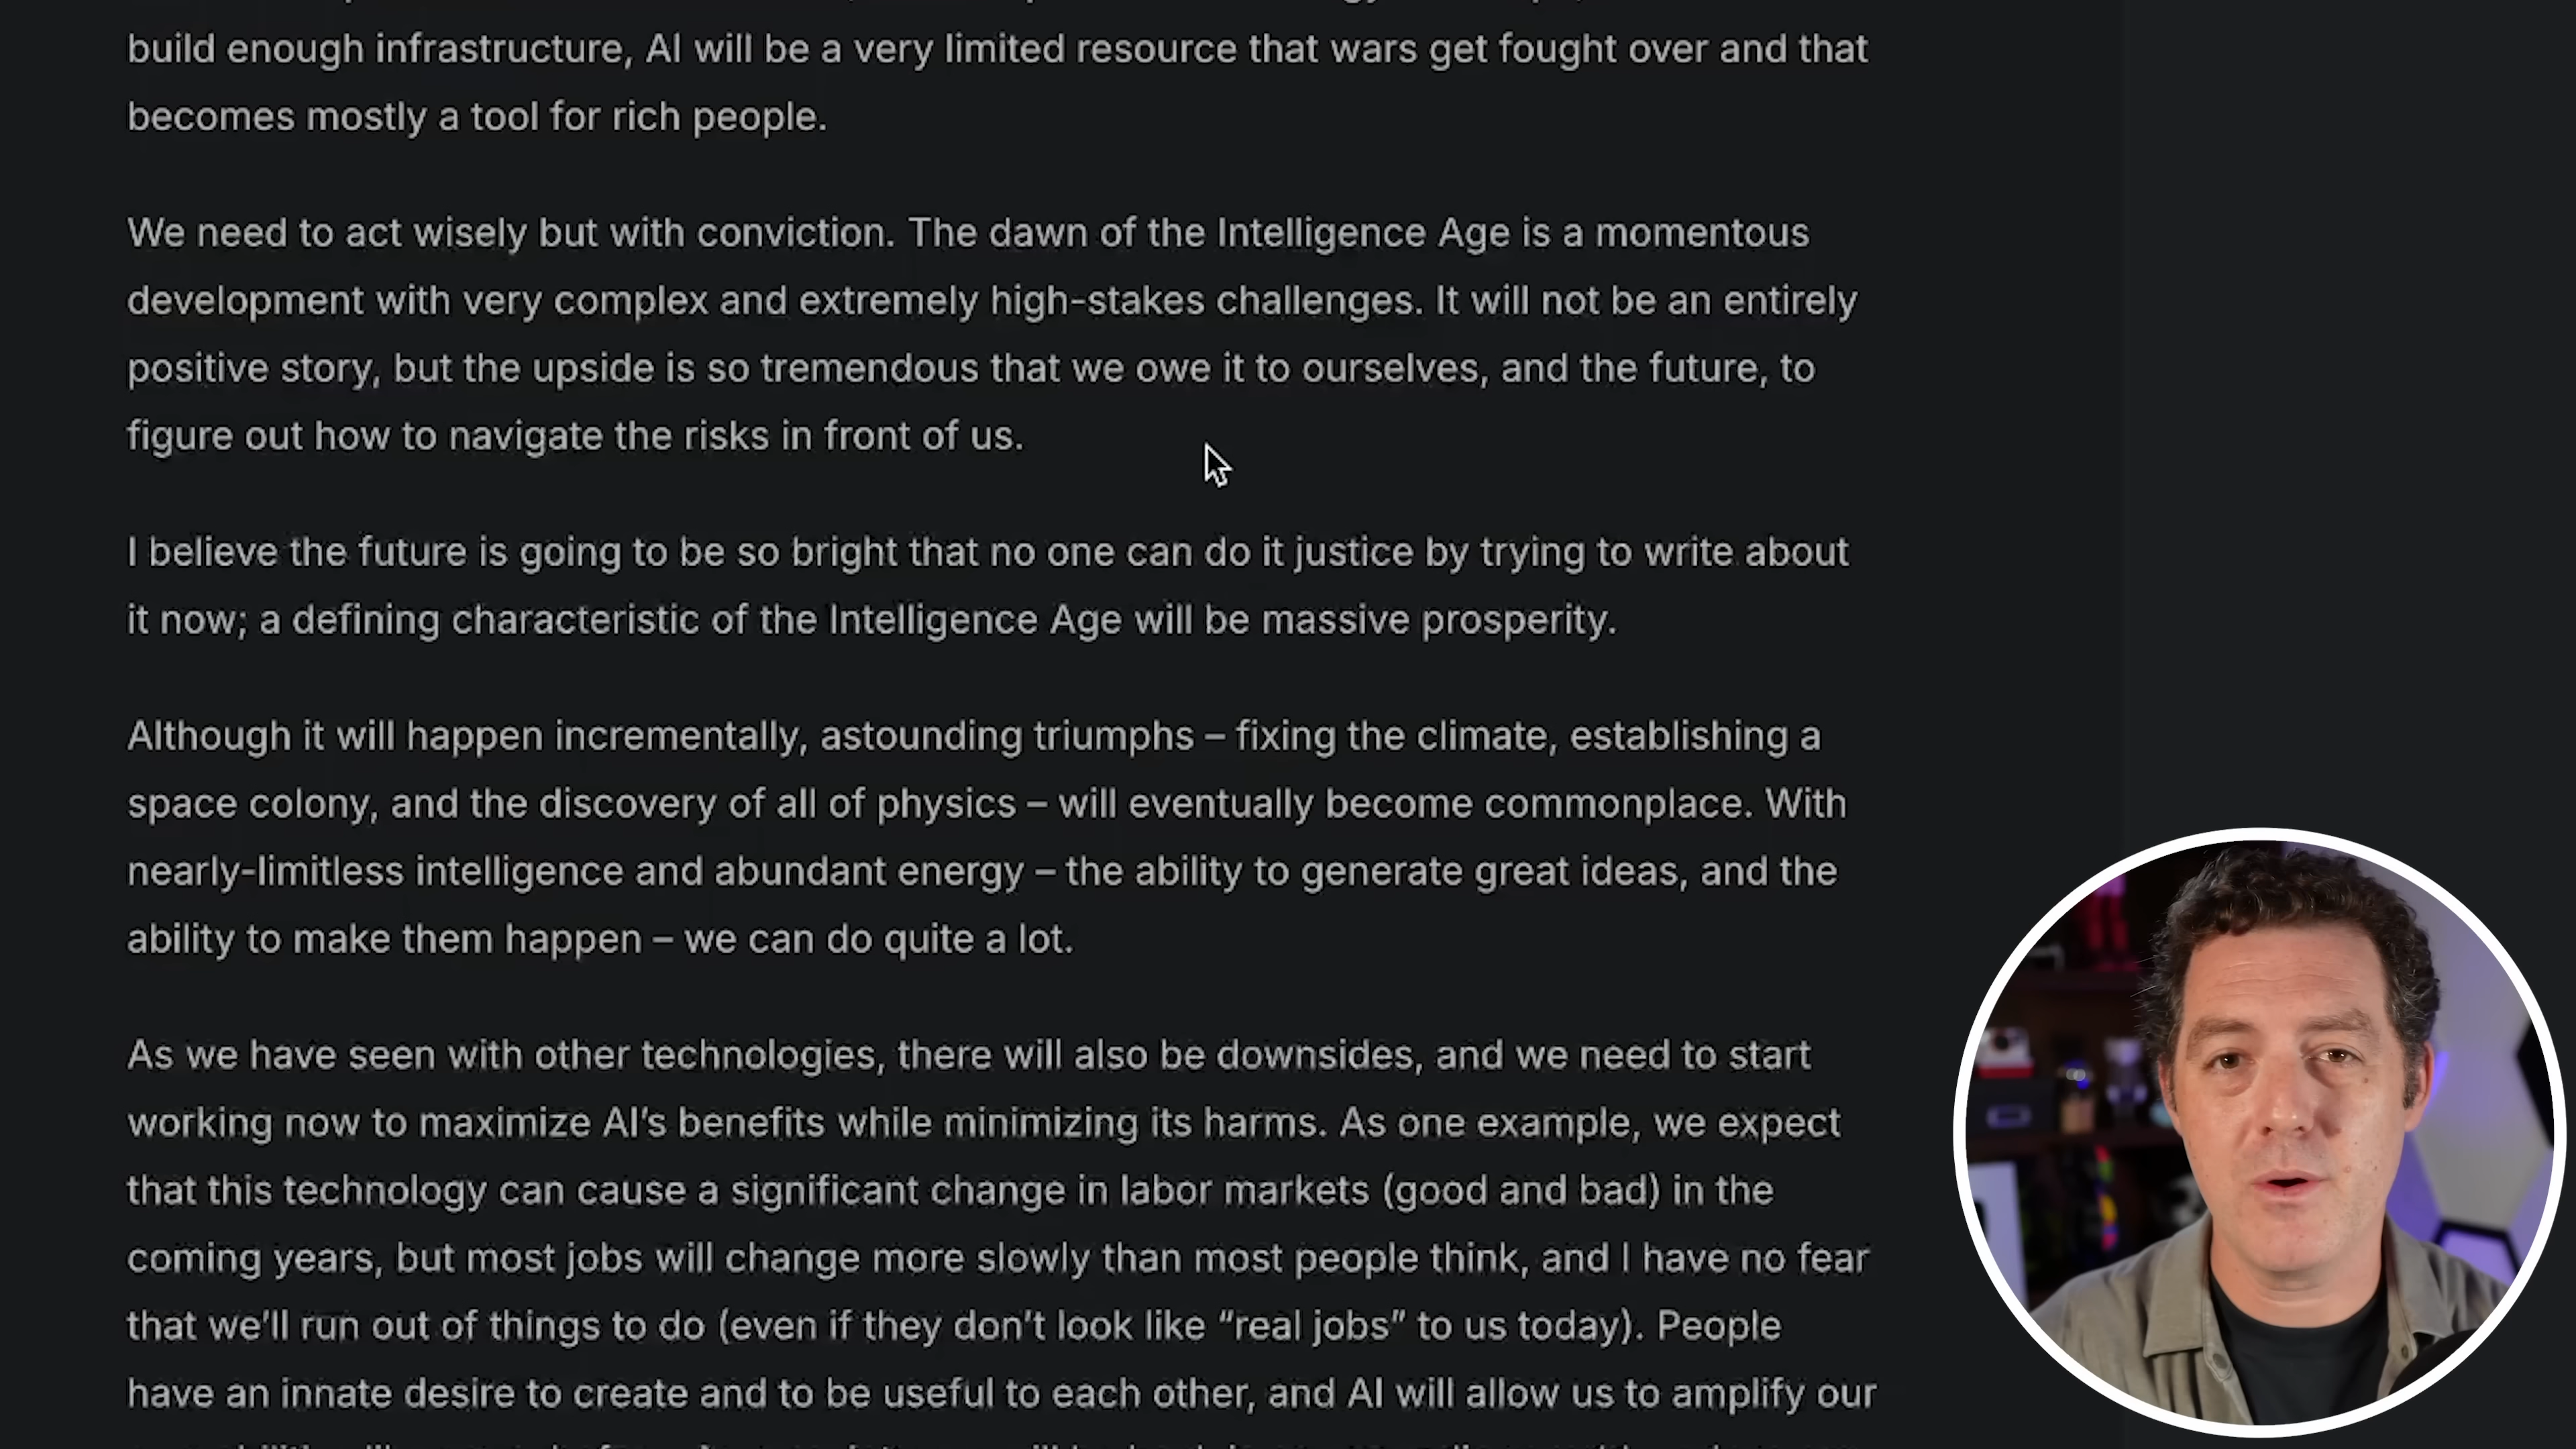 build enough infrastructure, AI will be a very limited resource that wars get fought over and that
becomes mostly a tool for rich people.
We need to act wisely but with conviction. The dawn of the Intelligence Age is a momentous
development with very complex and extremely high-stakes challenges. It will not be an entirely
positive story, but the upside is so tremendous that we owe it to ourselves, and the future, to
figure out how to navigate the risks in front of us.
I believe the future is going to be so bright that no one can do it justice by trying to write about
it now; a defining characteristic of the Intelligence Age will be massive prosperity.
Although it will happen incrementally, astounding triumphs – fixing the climate, establishing a
space colony, and the discovery of all of physics – will eventually become commonplace. With
nearly-limitless intelligence and abundant energy – the ability to generate great ideas, and the
ability to make them happen – we can do quite a lot.
As we have seen with other technologies, there will also be downsides, and we need to start
working now to maximize AI’s benefits while minimizing its harms. As one example, we expect
that this technology can cause a significant change in labor markets (good and bad) in the
coming years, but most jobs will change more slowly than most people think, and I have no fear
that we’ll run out of things to do (even if they don’t look like “real jobs” to us today). People
have an innate desire to create and to be useful to each other, and AI will allow us to amplify our